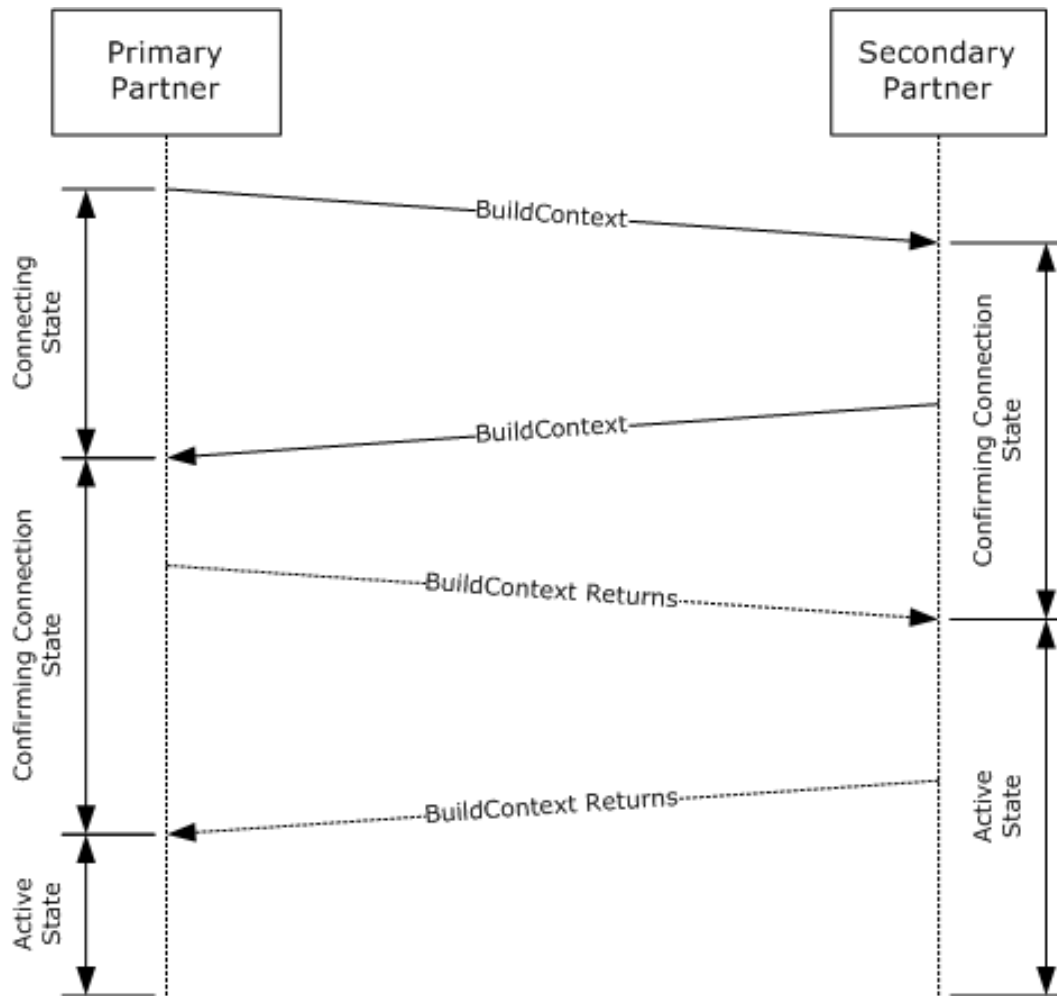 Primary
Partner
Secondary
Partner
BuildContext
Connecting
State
Confirming Connection
State
BuildContext
Confirming Connection
State
BuildContext Returns
BuildContext Returns
Active
State
Active
State